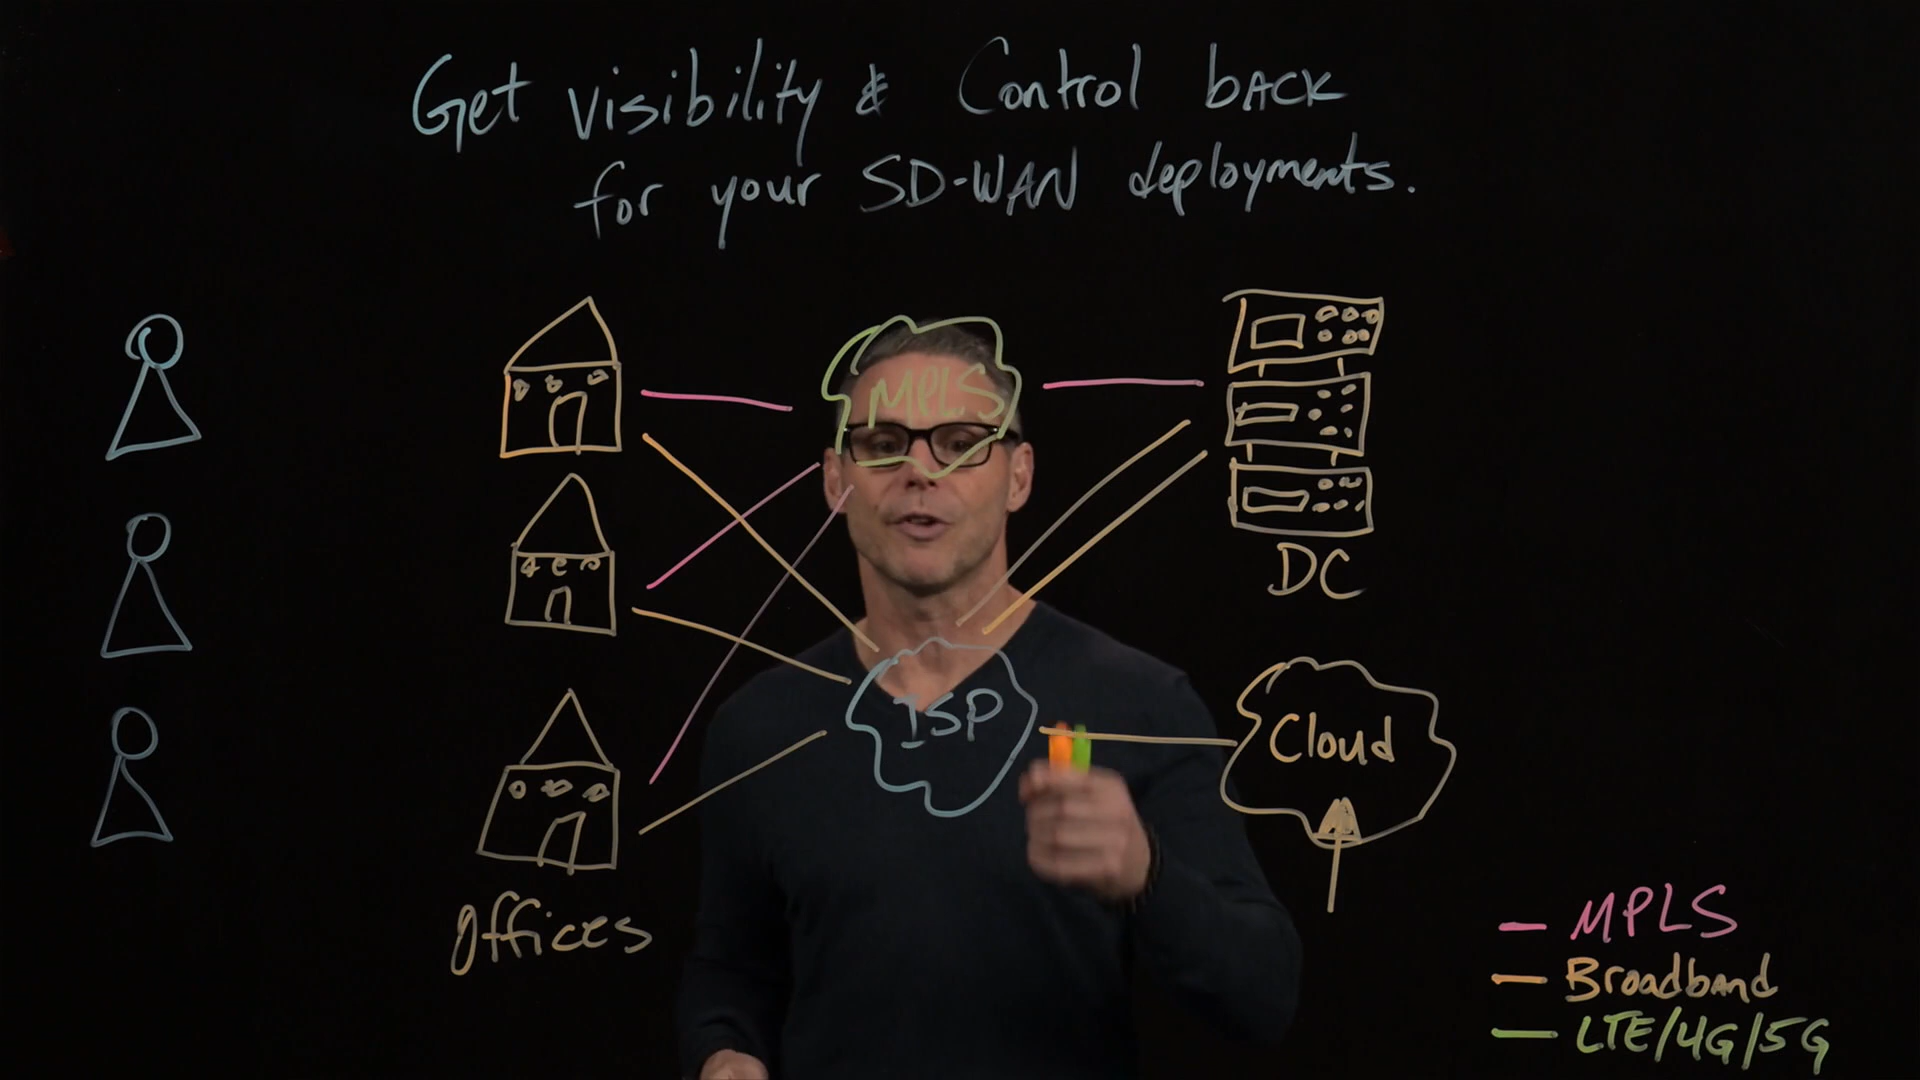 Get visibility & Control bACK
for your SD-WAN deployments.
MPLS
DC
ISP
Cloud
Offices
MPLS
Broadband
LTE/4G/5G